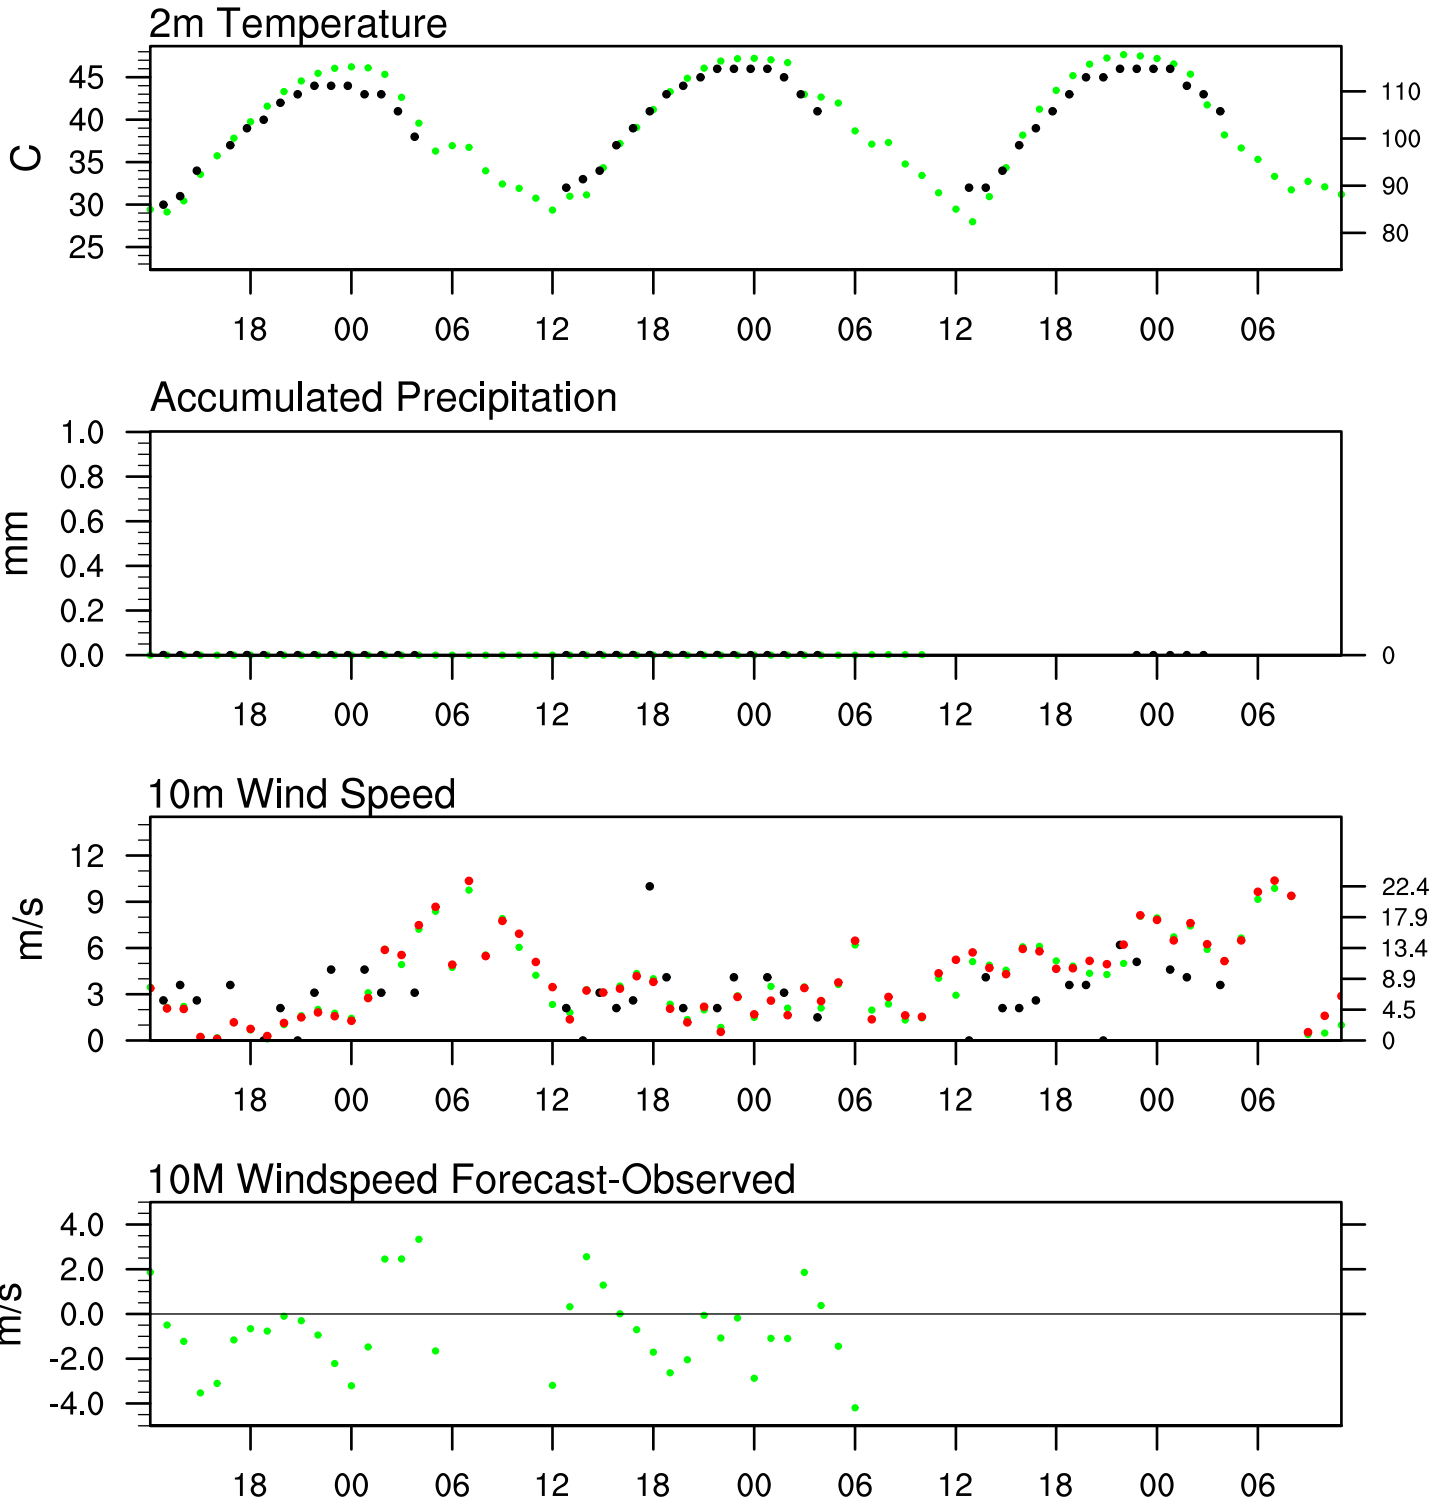 2m Temperature
45
40
35
30
25
C
110
100
90
80
18 00 06 12 18 00 06 12 18 00 06
Accumulated Precipitation
1.0
0.8
0.6
0.4
0.2
0.0
mm
0
18 00 06 12 18 00 06 12 18 00 06
10m Wind Speed
12
9
6
3
0
m/s
22.4
17.9
13.4
8.9
4.5
0
18 00 06 12 18 00 06 12 18 00 06
10M Windspeed Forecast-Observed
4.0
2.0
0.0
-2.0
-4.0
m/s
18 00 06 12 18 00 06 12 18 00 06